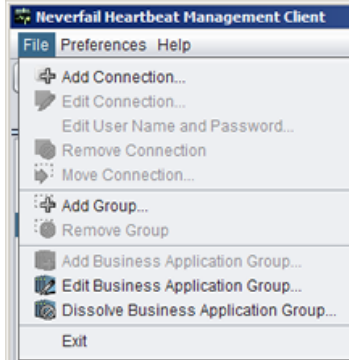 Neverfail Heartbeat Management Client
File Preferences Help
Add Connection...
Edit Connection...
Edit User Name and Password...
Remove Connection
Move Connection...
Add Group...
Remove Group
Add Business Application Group...
Edit Business Application Group...
Dissolve Business Application Group...
Exit